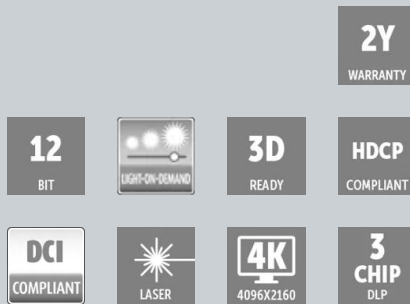 2Y
WARRANTY
12
BIT
LIGHT-ON-DEMAND
3D
READY
HDCP
COMPLIANT
DCI
COMPLIANT
LASER
4K
4096X2160
3
CHIP
DLP